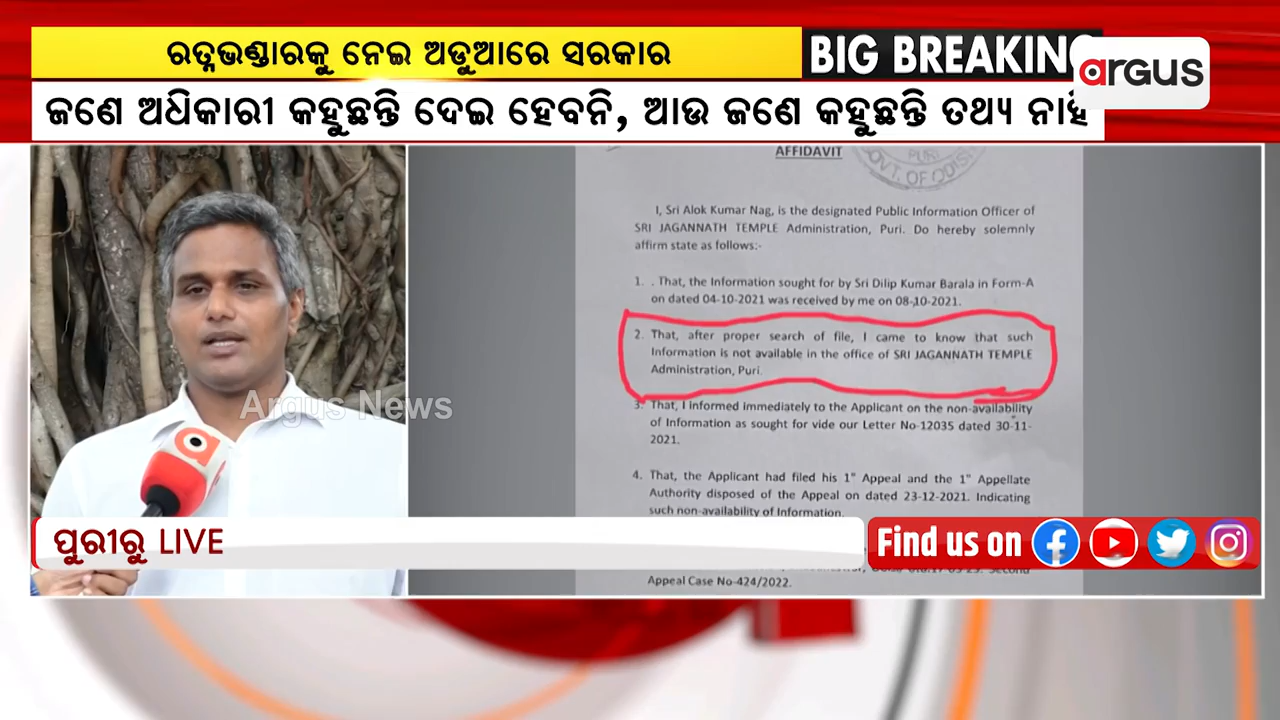 ରତ୍ନଭଣ୍ଡାରକୁ ନେଇ ଅଡୁଆରେ ସରକାର
BIG BREAKING
argus
ଜଣେ ଅଧିକାରୀ କହୁଛନ୍ତି ଦେଇ ହେବନି, ଆଉ ଜଣେ କହୁଛନ୍ତି ତଥ୍ୟ ନାହିଁ
AFFIDAVIT
PURI
GOVT. OF ODISHA
I, Sri Alok Kumar Nag, is the designated Public Information Officer of
SRI JAGANNATH TEMPLE Administration, Puri. Do hereby solemnly
affirm state as follows:-
1. . That, the Information sought for by Sri Dilip Kumar Barala in Form-A
on dated 04-10-2021 was received by me on 08-10-2021.
2. That, after proper search of file, I came to know that such
Information is not available in the office of SRI JAGANNATH TEMPLE
Administration, Puri.
3. That, I Informed Immediately to the Applicant on the non-availability
of Information as sought for vide our Letter No-12035 dated 30-11-
2021.
4. That, the Applicant had filed his 1" Appeal and the 1" Appellate
Authority disposed of the Appeal on dated 23-12-2021. Indicating
such non-availability of Information.
Second
Appeal Case No-424/2022.
Argus News
ପୁରୀରୁ LIVE
Find us on